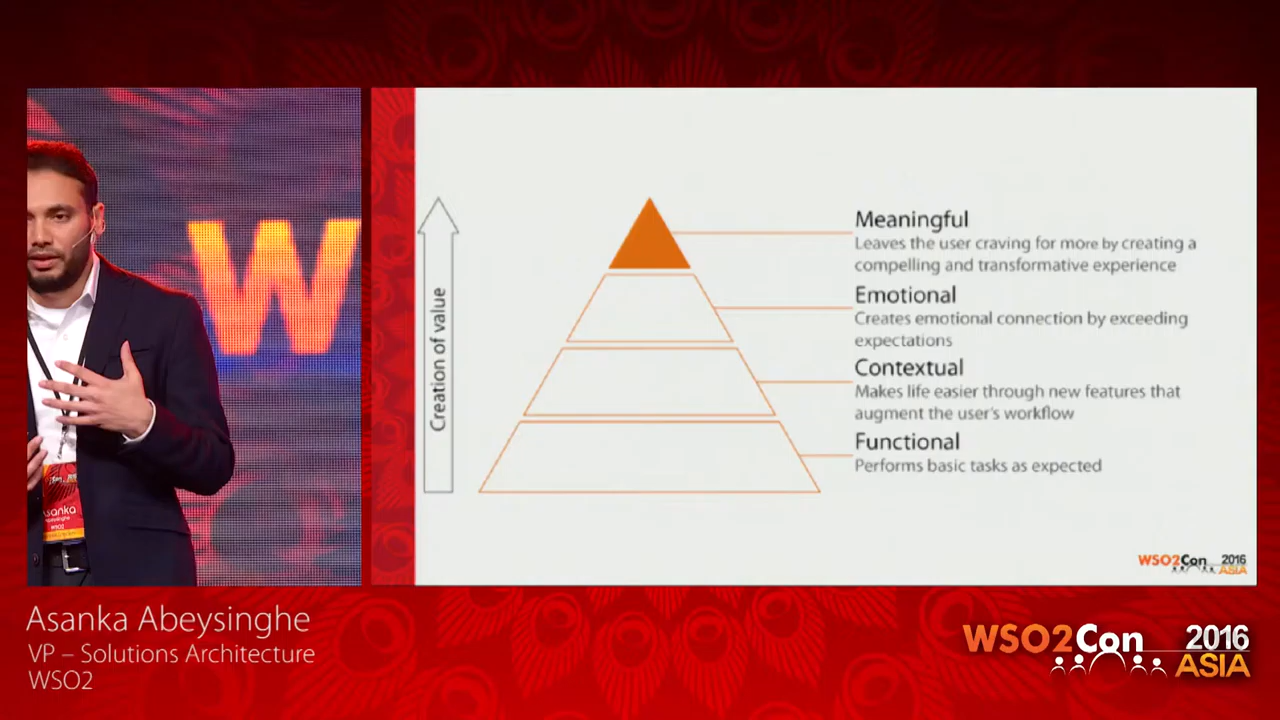 W
Asanka
WSO2
Creation of value
Meaningful
Leaves the user craving for more by creating a
compelling and transformative experience
Emotional
Creates emotional connection by exceeding
expectations
Contextual
Makes life easier through new features that
augment the user's workflow
Functional
Performs basic tasks as expected
WSO2Con 2016
ASIA
Asanka Abeysinghe
VP – Solutions Architecture
WSO2
WSO2Con 2016
ASIA